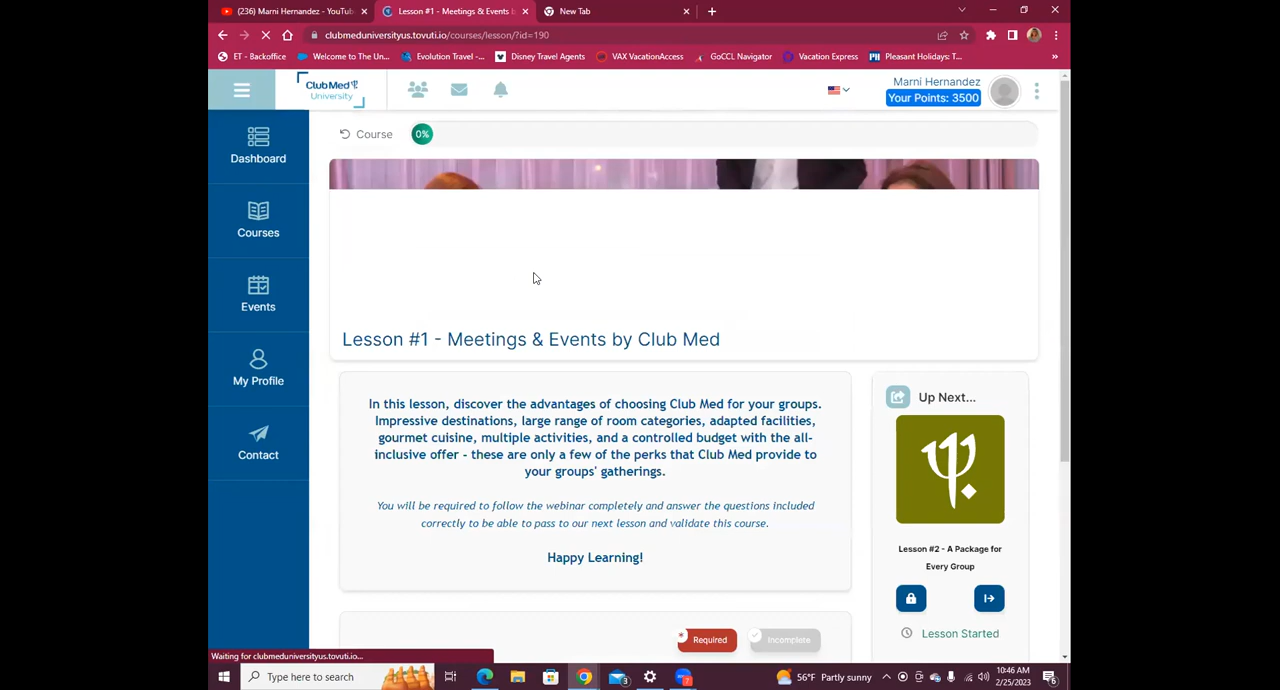 (236) Marni Hernandez - YouTub
Lesson #1 - Meetings & Events b
New Tab
clubmeduniversityus.tovuti.io/courses/lesson/?id=190
ET - Backoffice
Welcome to The Un...
Evolution Travel -...
Disney Travel Agents
VAX VacationAccess
GoCCL Navigator
Vacation Express
Pleasant Holidays: T...
Club Med
University
Marni Hernandez
Your Points: 3500
Dashboard
Courses
Events
My Profile
Contact
Course
0%
Lesson #1 - Meetings & Events by Club Med
In this lesson, discover the advantages of choosing Club Med for your groups.
Impressive destinations, large range of room categories, adapted facilities,
gourmet cuisine, multiple activities, and a controlled budget with the all-
inclusive offer - these are only a few of the perks that Club Med provide to
your groups' gatherings.
You will be required to follow the webinar completely and answer the questions included
correctly to be able to pass to our next lesson and validate this course.
Happy Learning!
Required
Incomplete
Up Next...
Lesson #2 - A Package for
Every Group
Lesson Started
Waiting for clubmeduniversityus.tovuti.io...
Type here to search
56°F Partly sunny
10:46 AM
2/25/2023